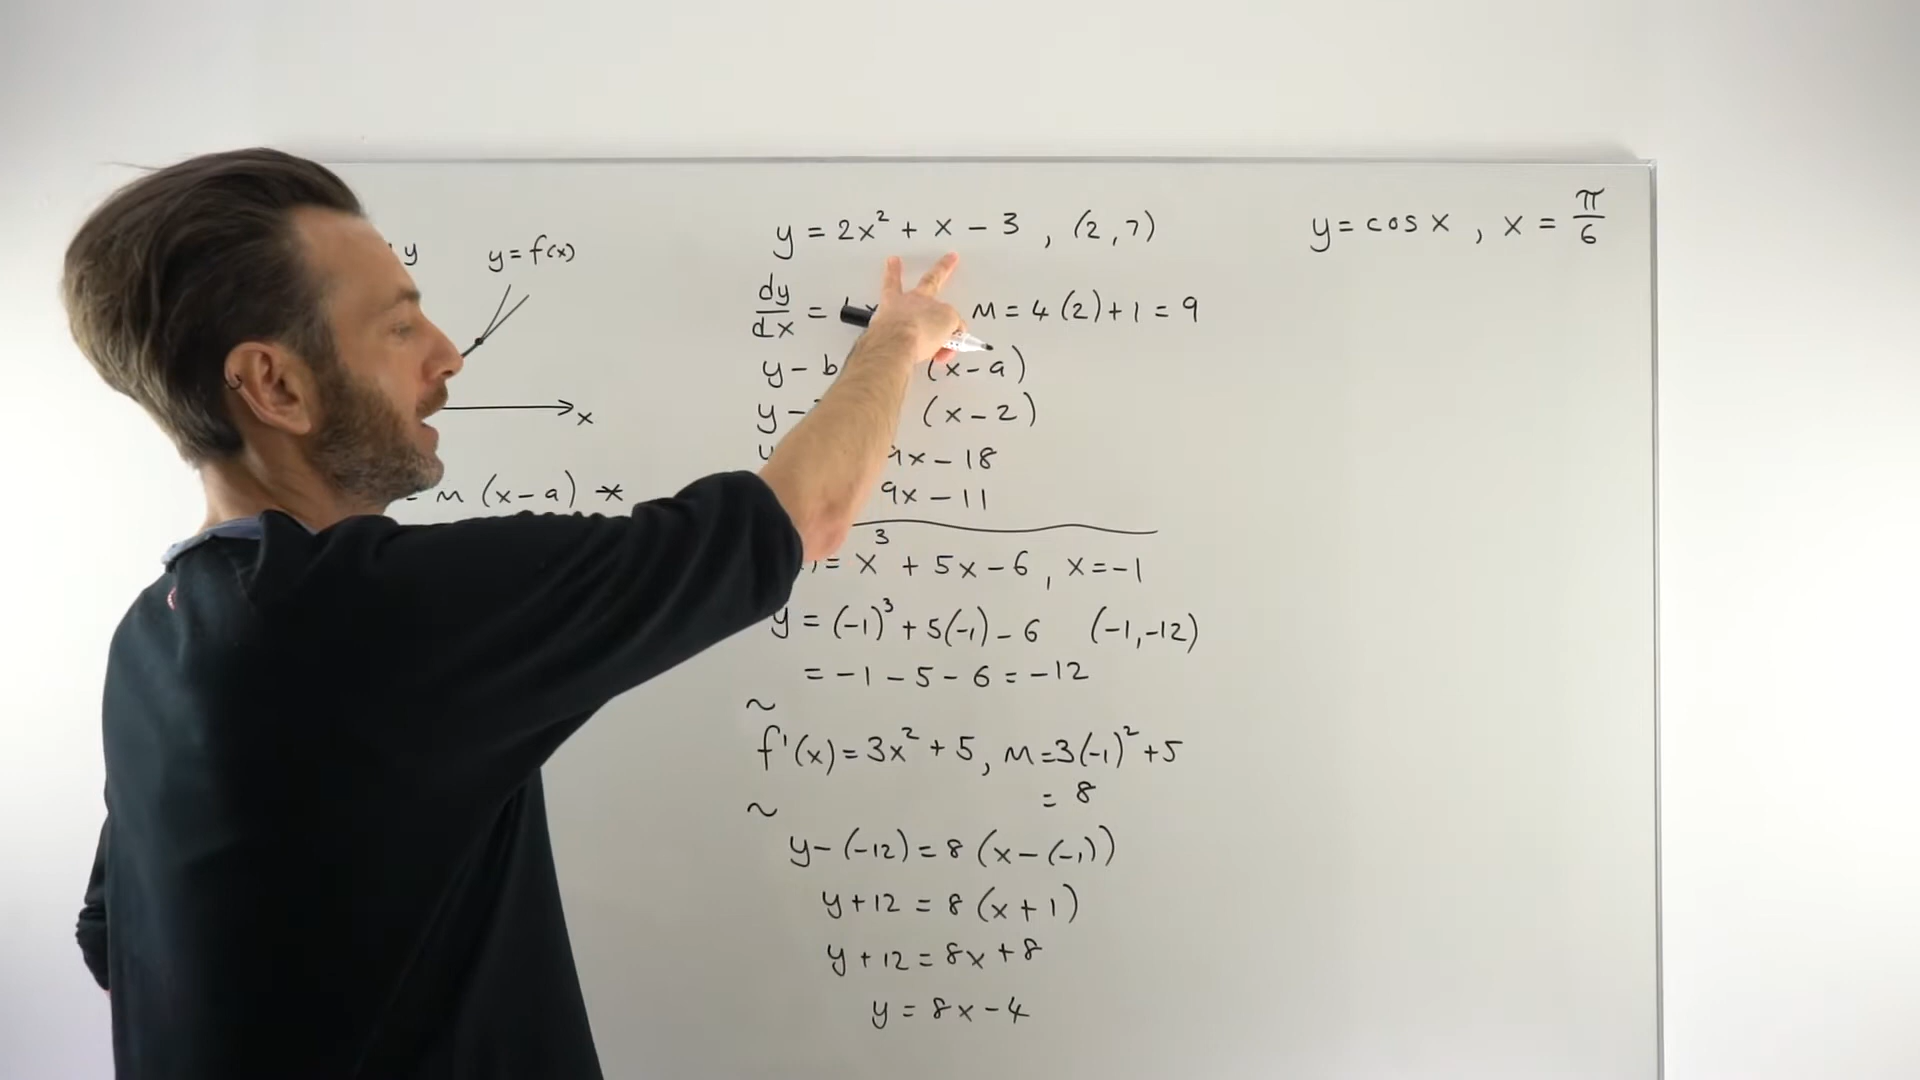 y
y = f(x)
x
= m (x-a) *
y = 2x² + x - 3 , (2,7)
dy/dx = m = 4(2)+1 = 9
y - b (x-a)
y - (x-2)
9x - 18
9x - 11
= x³ + 5x - 6 , x = -1
y = (-1)³ + 5(-1) - 6 (-1,-12)
= -1 - 5 - 6 = -12
~
f'(x) = 3x² + 5 , m = 3(-1)² + 5
= 8
~
y - (-12) = 8 (x - (-1))
y + 12 = 8 (x + 1)
y + 12 = 8x + 8
y = 8x - 4
y = cos x , x = π/6